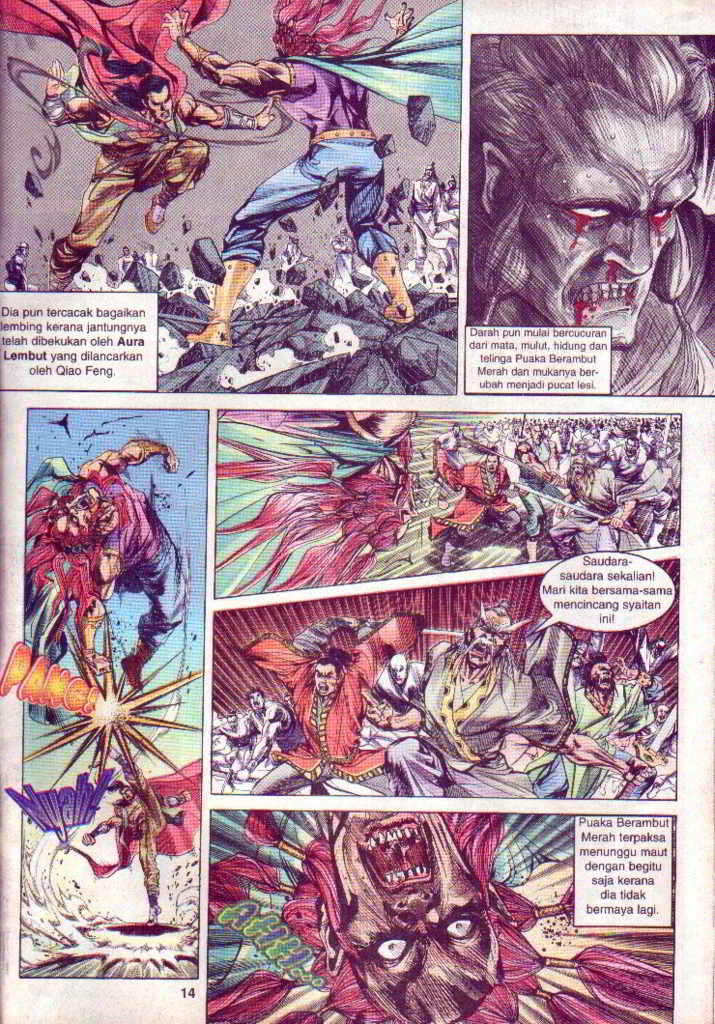 Dia pun tercacak bagaikan
lembing kerana jantungnya
telah dibekukan oleh Aura
Lembut yang dilancarkan
oleh Qiao Feng.
Darah pun mulai bercucuran
dari mata, mulut, hidung dan
telinga Puaka Berambut
Merah dan mukanya ber-
ubah menjadi pucat lesi.
PANGG!
Saudara-
saudara sekalian!
Mari kita bersama-sama
mencincang syaitan
ini!
Puaka Berambut
Merah terpaksa
menunggu maut
dengan begitu
saja kerana
dia tidak
bermaya lagi.
14